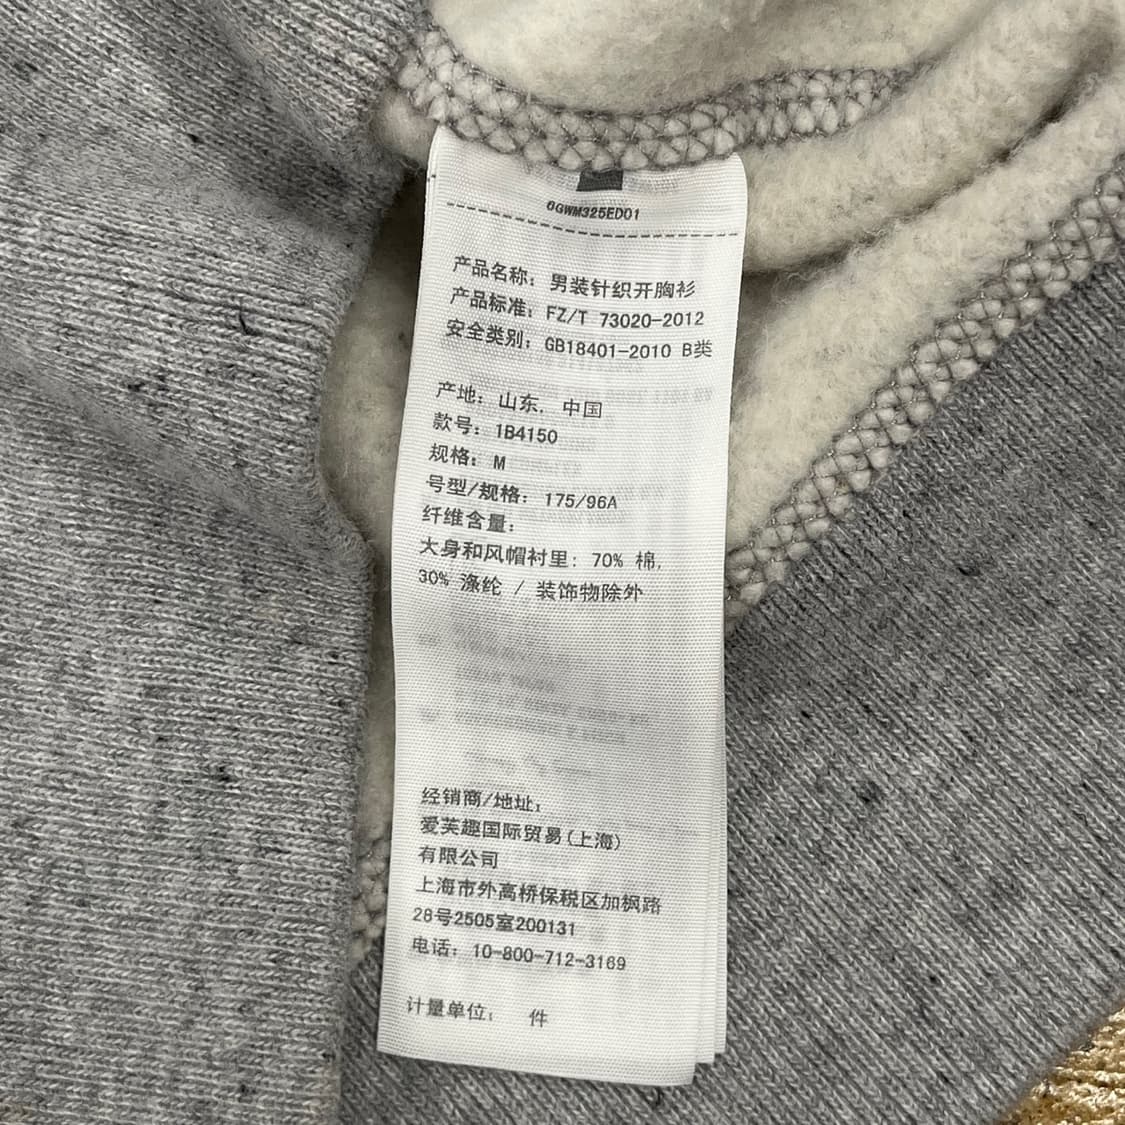 6GWM325ED01
产品名称: 男装针织开胸衫
产品标准: FZ/T 73020-2012
安全类别: GB18401-2010 B类
产地: 山东, 中国
款号: 1B4150
规格: M
号型/规格: 175/96A
纤维含量:
大身和风帽衬里: 70% 棉,
30% 涤纶 / 装饰物除外
经销商/地址:
爱芙趣国际贸易(上海)
有限公司
上海市外高桥保税区加枫路
28号2505室200131
电话: 10-800-712-3169
计量单位: 件